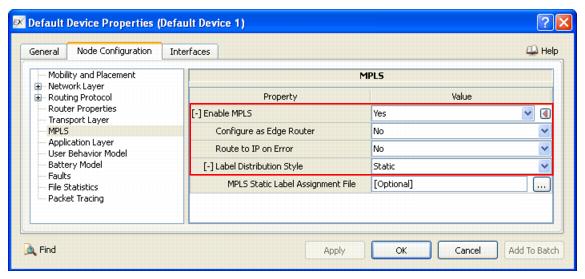 EX Default Device Properties (Default Device 1)
General Node Configuration Interfaces Help
Mobility and Placement
Network Layer
Routing Protocol
Router Properties
Transport Layer
MPLS
Application Layer
User Behavior Model
Battery Model
Faults
File Statistics
Packet Tracing
MPLS
Property Value
[-] Enable MPLS Yes
Configure as Edge Router No
Route to IP on Error No
[-] Label Distribution Style Static
MPLS Static Label Assignment File [Optional] ...
Find Apply OK Cancel Add To Batch